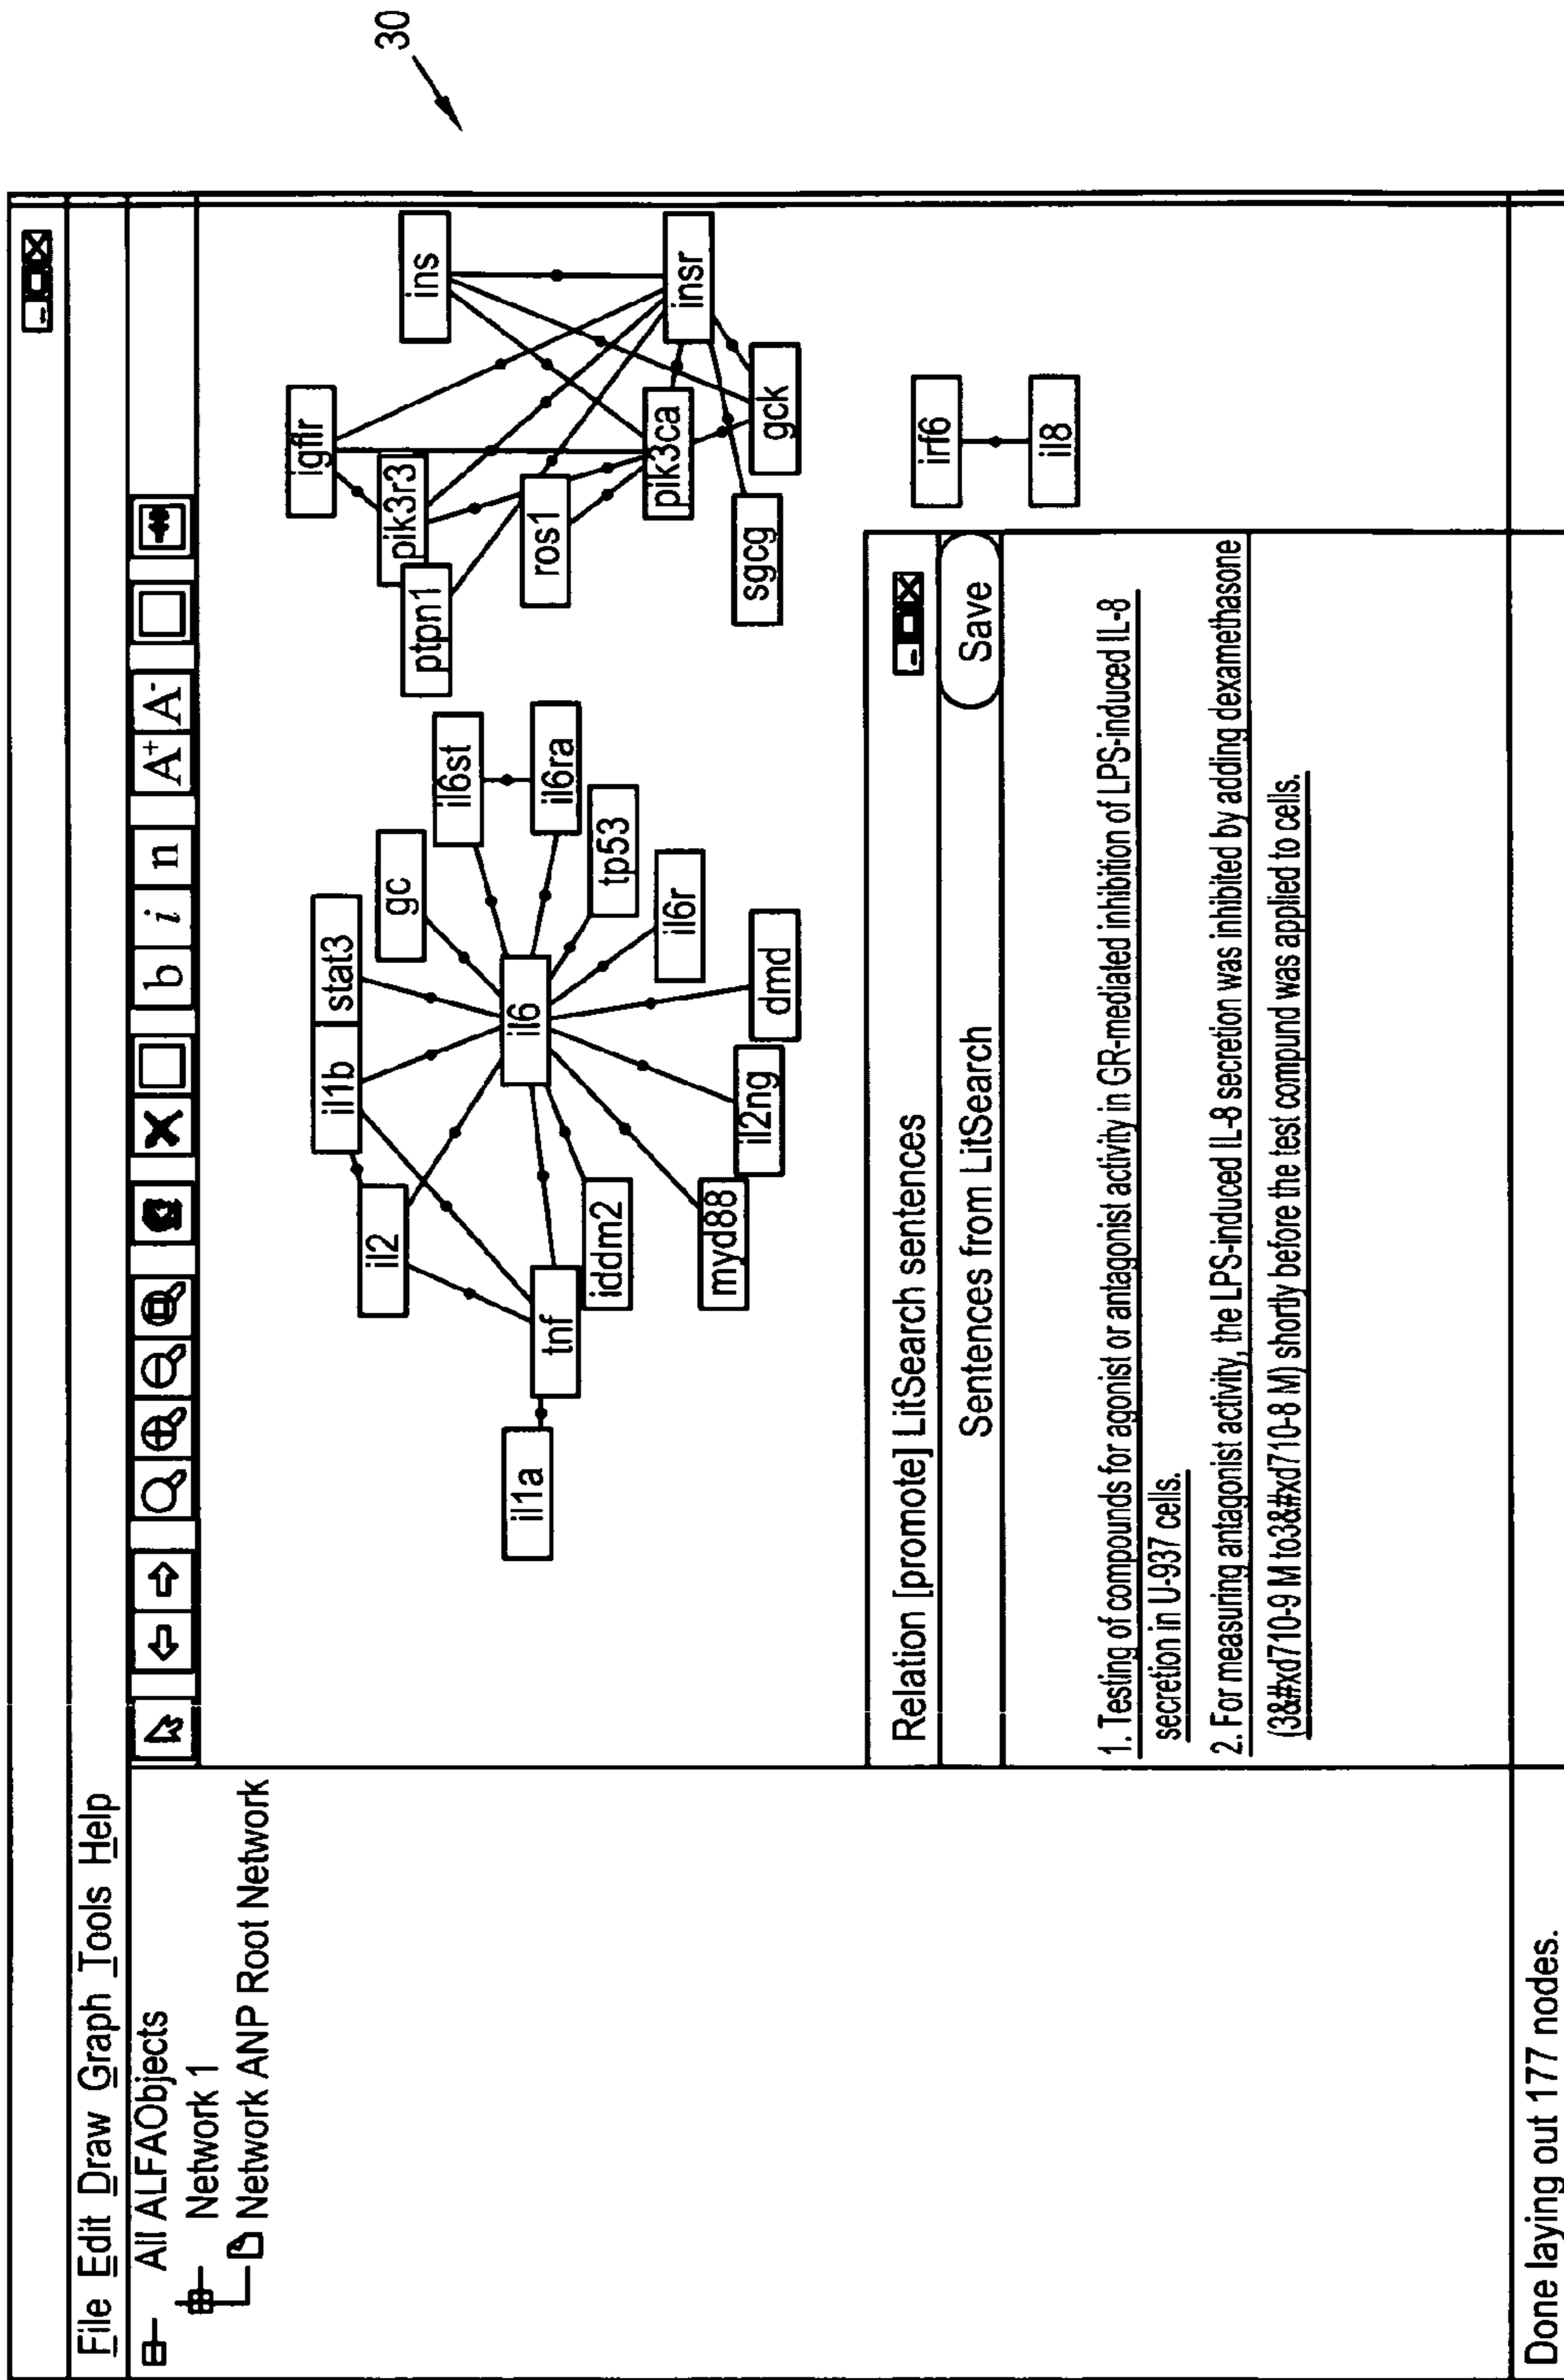 30
File Edit Draw Graph Tools Help
All ALFAObjects
Network 1
Network ANP Root Network
b i n A+ A-
il1a
tnf
il2
il1b
stat3
gc
il6st
il6ra
il6
tp53
il6r
dmd
il2ng
myd88
iddm2
ptpn1
pik3r3
igflr
ins
ros1
pik3ca
insr
sgcg
gck
irf6
il8
Relation [promote] LitSearch sentences
Sentences from LitSearch
Save
1. Testing of compounds for agonist or antagonist activity in GR-mediated inhibition of LPS-induced IL-8
secretion in U-937 cells.
2. For measuring antagonist activity, the LPS-induced IL-8 secretion was inhibited by adding dexamethasone
(3&#xd710-9 M to3&#xd710-8 M) shortly before the test compound was applied to cells.
Done laying out 177 nodes.